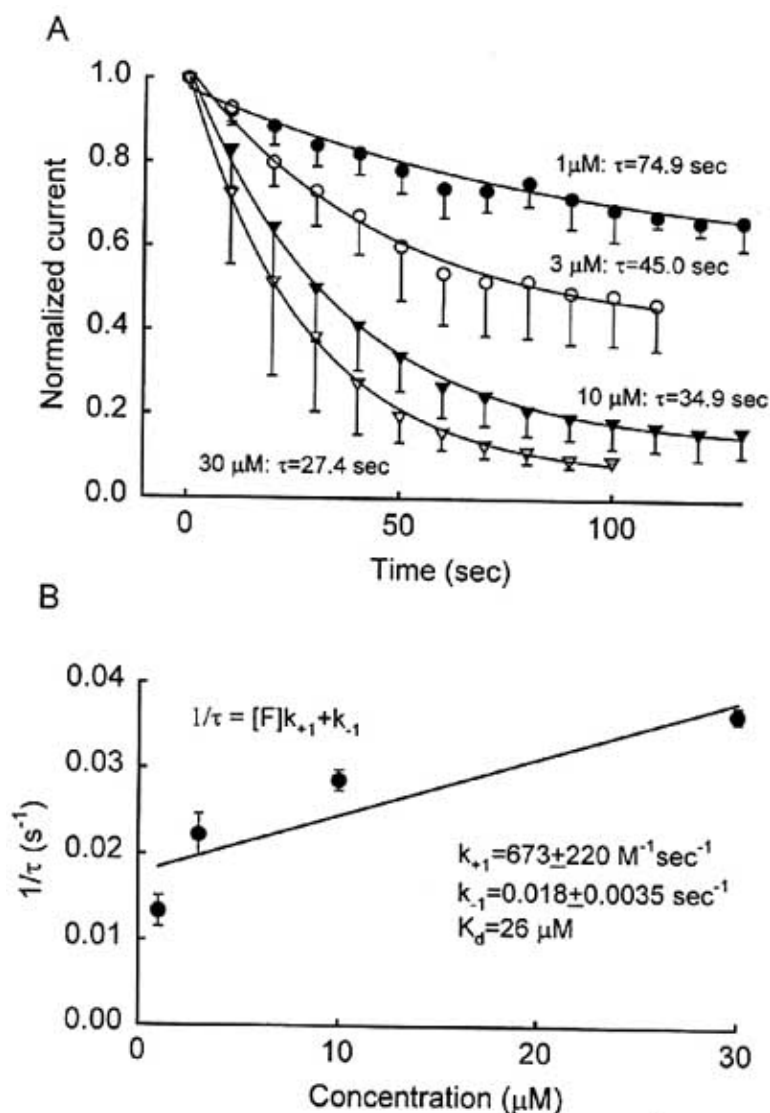 A
1.0
0.8
0.6
0.4
0.2
0.0
Normalized current
1μM: τ=74.9 sec
3 μM: τ=45.0 sec
10 μM: τ=34.9 sec
30 μM: τ=27.4 sec
0
50
100
Time (sec)
B
0.04
0.03
0.02
0.01
0.00
1/τ (s⁻¹)
1/τ = [F]k₊₁+k₋₁
k₊₁=673±220 M⁻¹sec⁻¹
k₋₁=0.018±0.0035 sec⁻¹
K_d=26 μM
0
10
20
30
Concentration (μM)